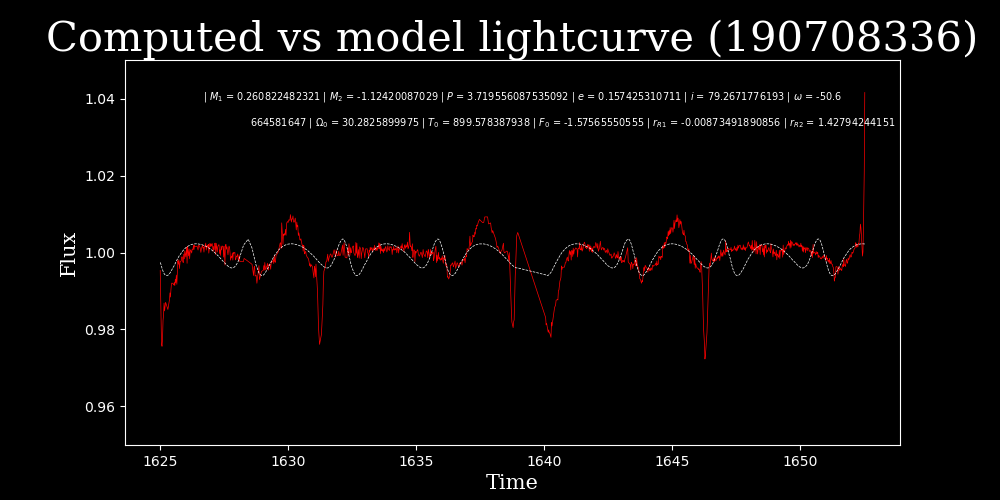 Computed vs model lightcurve (190708336)
| M₁ = 0.260822482321 | M₂ = -1.12420087029 | P = 3.719556087535092 | e = 0.157425310711 | i = 79.2671776193 | ω = -50.6
664581647 | Ω₀ = 30.2825899975 | T₀ = 899.578387938 | F₀ = -1.57565550555 | r_R1 = -0.00873491890856 | r_R2 = 1.42794244151
1.04
1.02
1.00
0.98
0.96
Flux
1625 1630 1635 1640 1645 1650
Time